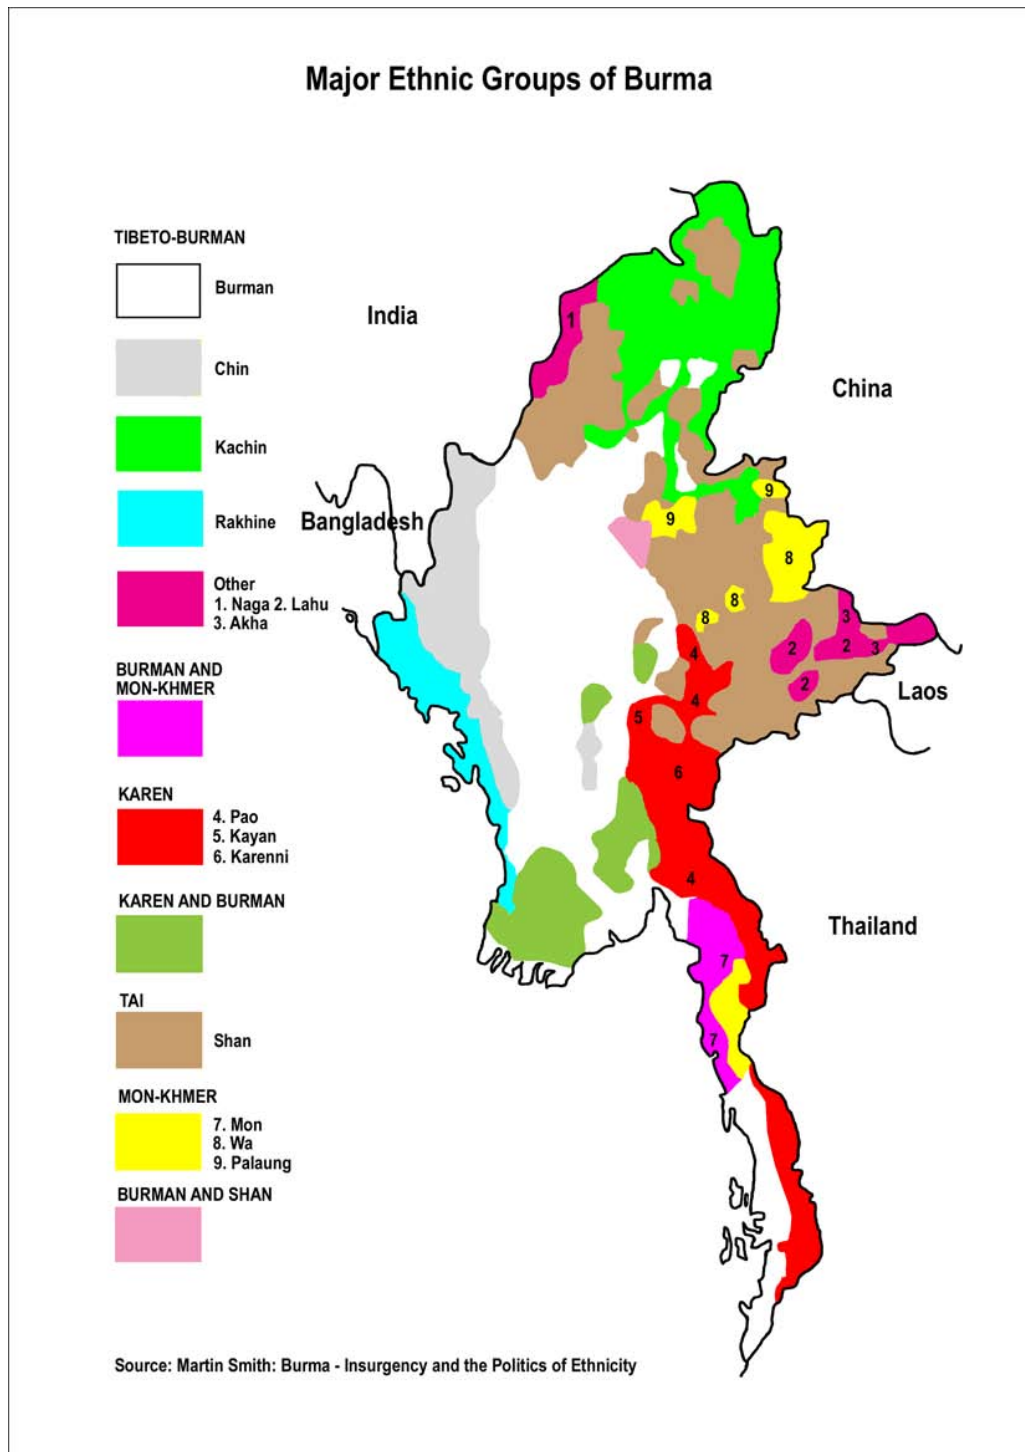 Major Ethnic Groups of Burma
TIBETO-BURMAN
Burman
Chin
Kachin
Rakhine
Other
1. Naga 2. Lahu
3. Akha
BURMAN AND
MON-KHMER
KAREN
4. Pao
5. Kayan
6. Karenni
KAREN AND BURMAN
TAI
Shan
MON-KHMER
7. Mon
8. Wa
9. Palaung
BURMAN AND SHAN
India
China
Bangladesh
Laos
Thailand
1
9
9
8
8
8
3
2
2
3
2
4
4
5
6
4
7
7
Source: Martin Smith: Burma - Insurgency and the Politics of Ethnicity